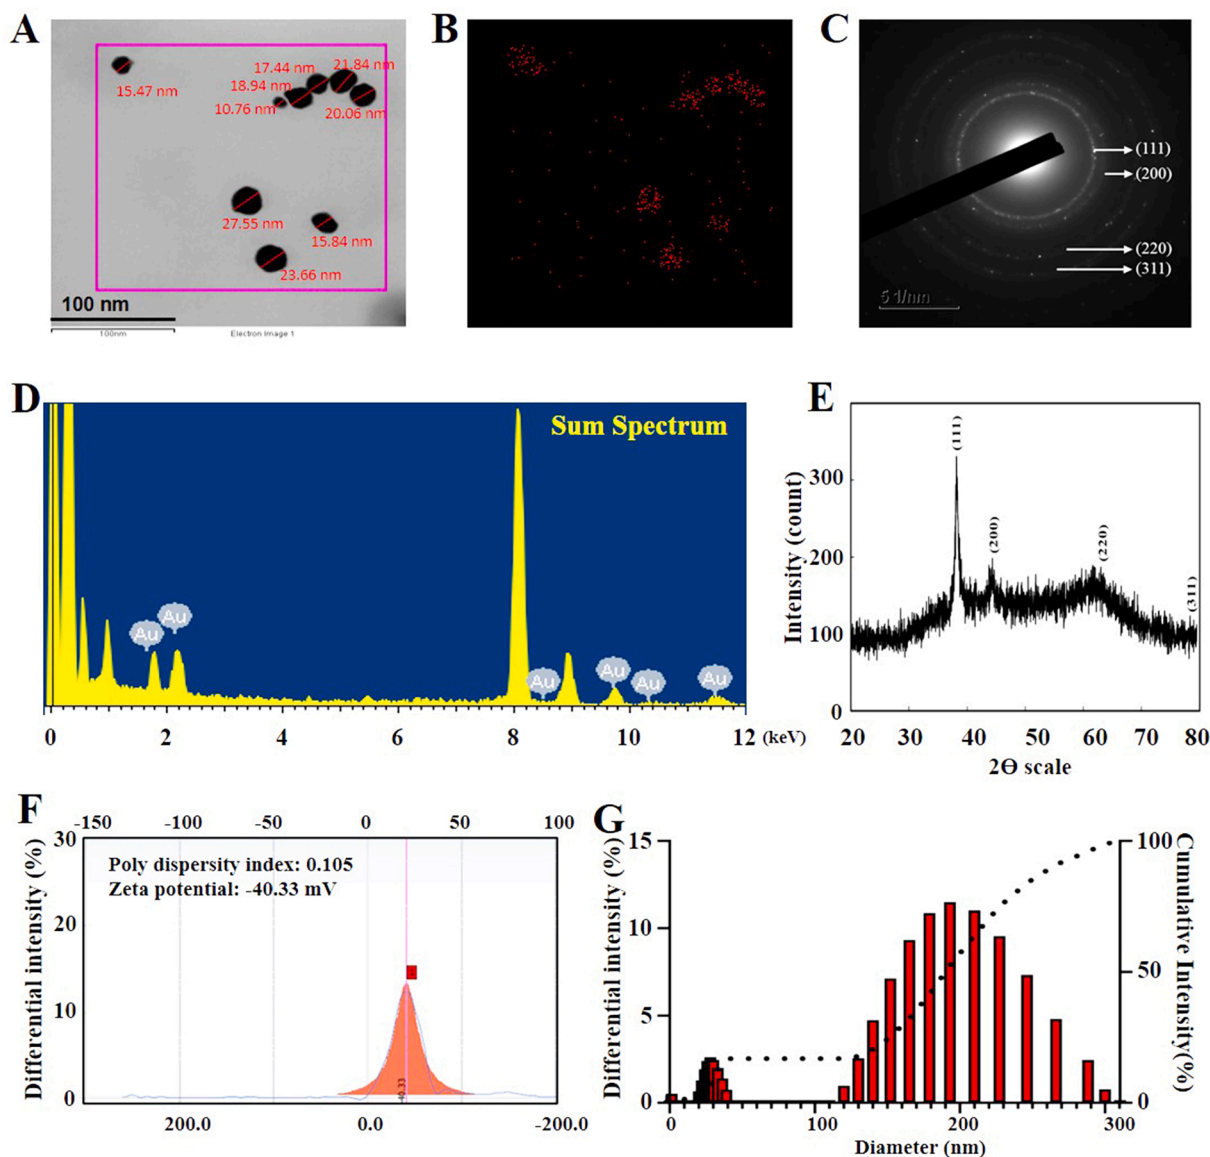 A
B
C
17.44 nm
21.84 nm
15.47 nm
18.94 nm
10.76 nm
20.06 nm
27.55 nm
15.84 nm
23.66 nm
100 nm
100nm
Electron Image 1
(111)
(200)
(220)
(311)
5 1/nm
D
E
Sum Spectrum
Au
Au
Au
Au
Au
Au
0
2
4
6
8
10
12
(keV)
Intensity (count)
300
200
100
0
(111)
(200)
(220)
(311)
20
30
40
50
60
70
80
2Θ scale
F
G
-150
-100
-50
0
50
100
Differential intensity (%)
30
20
10
0
Poly dispersity index: 0.105
Zeta potential: -40.33 mV
40.33
200.0
0.0
-200.0
Differential intensity (%)
15
10
5
0
100
50
0
Cumulative Intensity(%)
0
100
200
300
Diameter (nm)